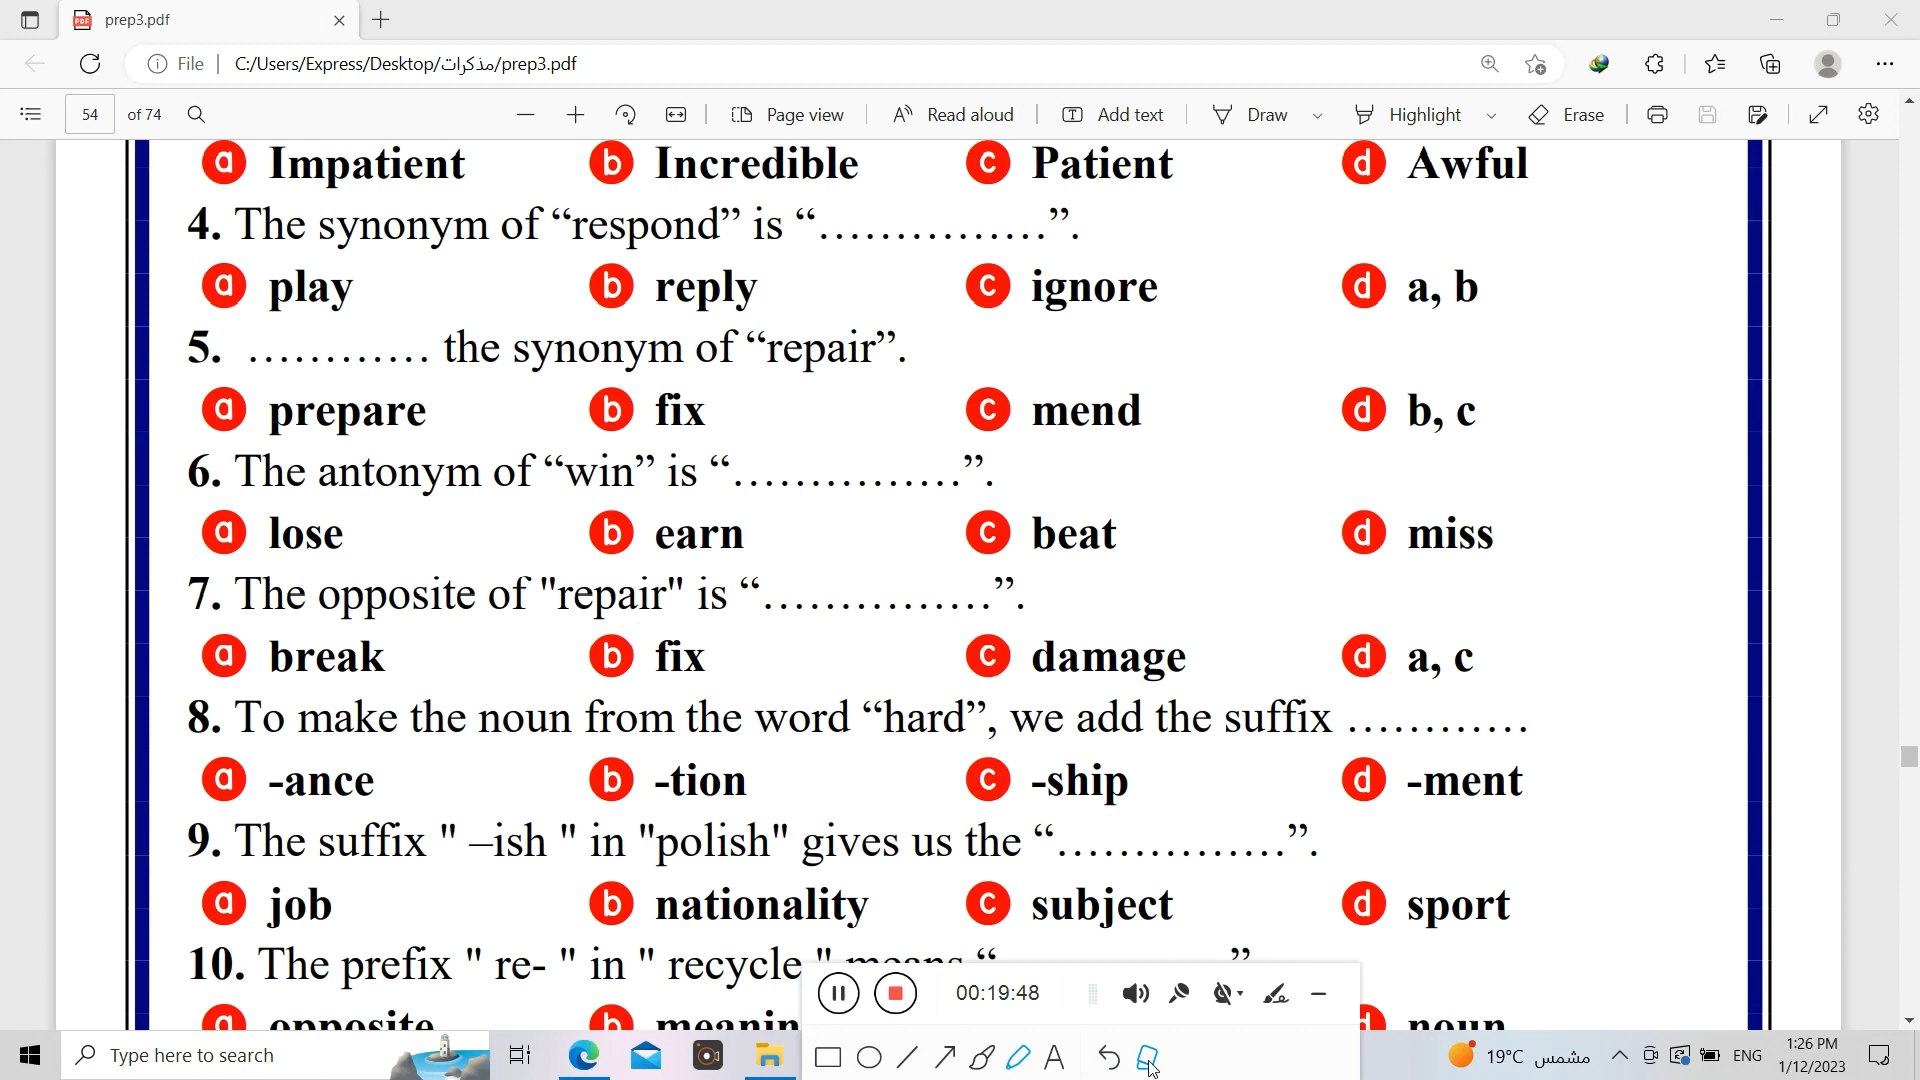 prep3.pdf
File
C:/Users/Express/Desktop/مذكرات/prep3.pdf
54 of 74
Page view
Read aloud
Add text
Draw
Highlight
Erase
a Impatient b Incredible c Patient d Awful
4. The synonym of “respond” is “……………”.
a play b reply c ignore d a, b
5. ………… the synonym of “repair”.
a prepare b fix c mend d b, c
6. The antonym of “win” is “……………”.
a lose b earn c beat d miss
7. The opposite of "repair" is “……………”.
a break b fix c damage d a, c
8. To make the noun from the word “hard”, we add the suffix …………
a -ance b -tion c -ship d -ment
9. The suffix " –ish " in "polish" gives us the “……………”.
a job b nationality c subject d sport
10. The prefix " re- " in " recycle " means “ ”
a opposite b d noun
00:19:48
Type here to search
A
19°C مشمس
ENG
1:26 PM
1/12/2023